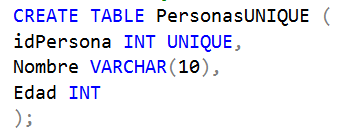 CREATE TABLE PersonasUNIQUE (
idPersona INT UNIQUE,
Nombre VARCHAR(10),
Edad INT
);